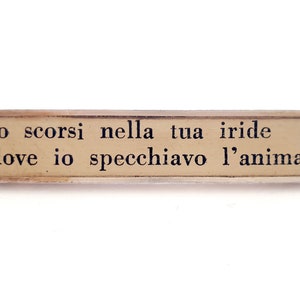 o scorsi nella tua iride
love io specchiavo l'anima